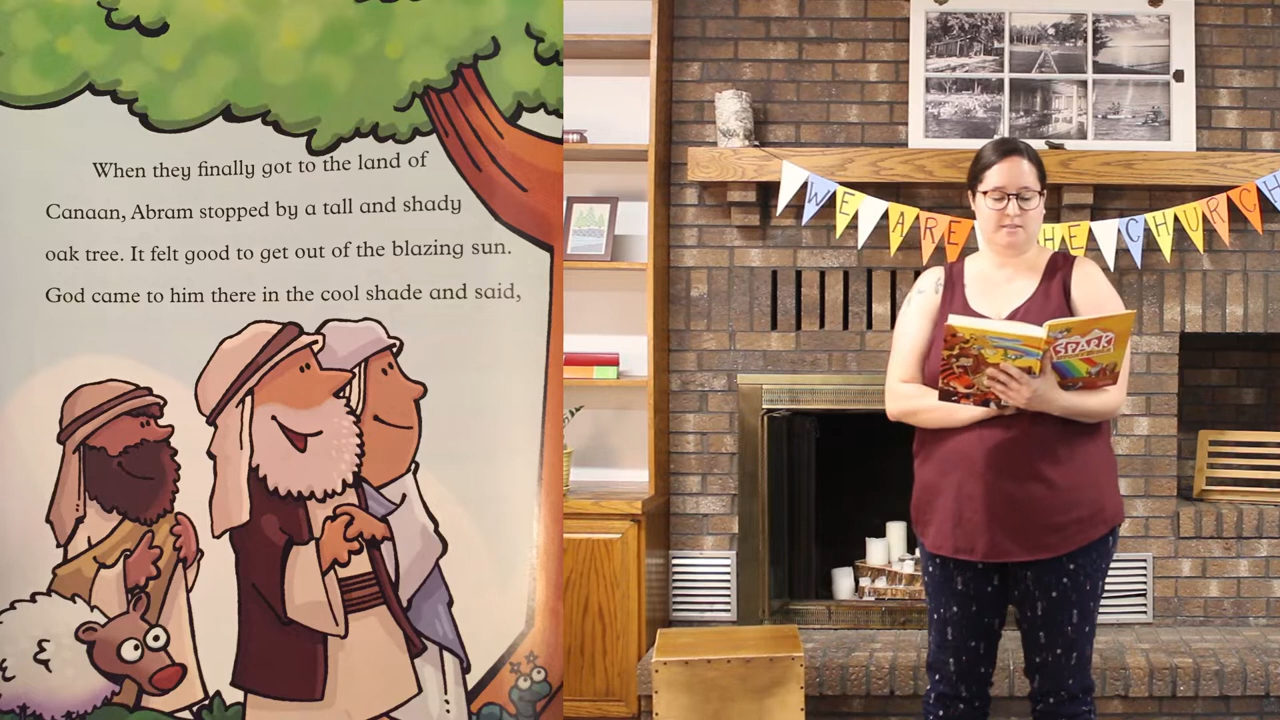 When they finally got to the land of
Canaan, Abram stopped by a tall and shady
oak tree. It felt good to get out of the blazing sun.
God came to him there in the cool shade and said,
WE ARE HE CHURCH
SPARK